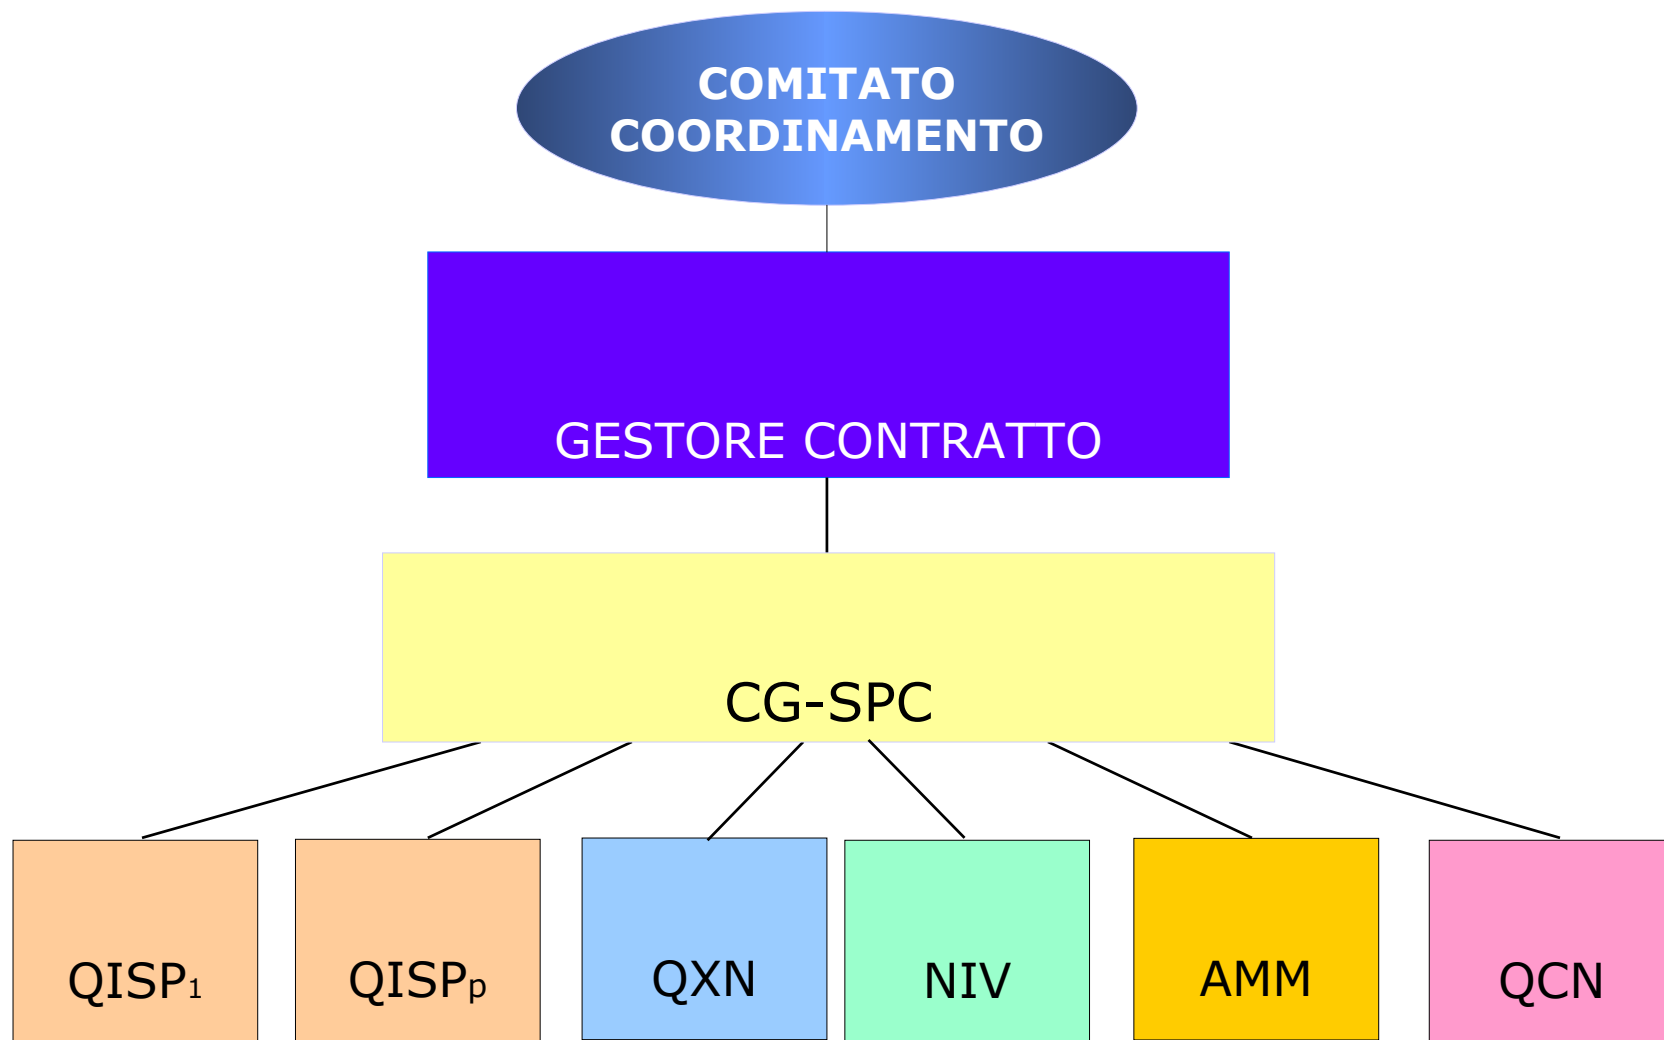 COMITATO
COORDINAMENTO
GESTORE CONTRATTO
CG-SPC
QISP₁
QISPₚ
QXN
NIV
AMM
QCN